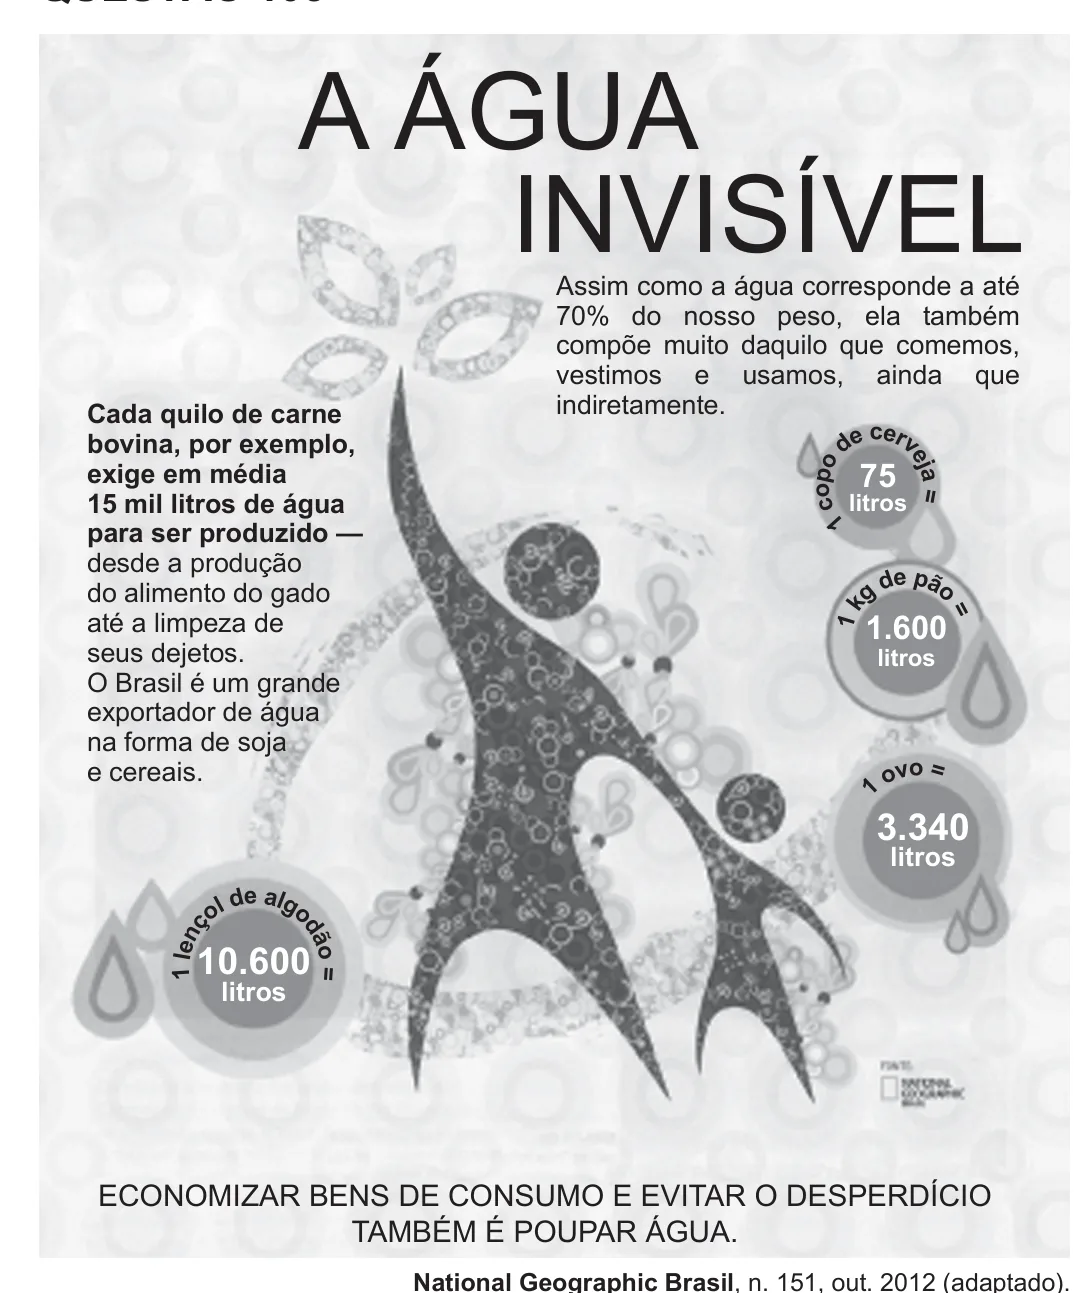 A ÁGUA
INVISÍVEL
Assim como a água corresponde a até
70% do nosso peso, ela também
compõe muito daquilo que comemos,
vestimos e usamos, ainda que
indiretamente.
Cada quilo de carne
bovina, por exemplo,
exige em média
15 mil litros de água
para ser produzido —
desde a produção
do alimento do gado
até a limpeza de
seus dejetos.
O Brasil é um grande
exportador de água
na forma de soja
e cereais.
1 copo de cerveja =
75
litros
1 kg de pão =
1.600
litros
1 ovo =
3.340
litros
1 lençol de algodão =
10.600
litros
FONTE:
NATIONAL
GEOGRAPHIC
BRASIL
ECONOMIZAR BENS DE CONSUMO E EVITAR O DESPERDÍCIO
TAMBÉM É POUPAR ÁGUA.
National Geographic Brasil, n. 151, out. 2012 (adaptado).